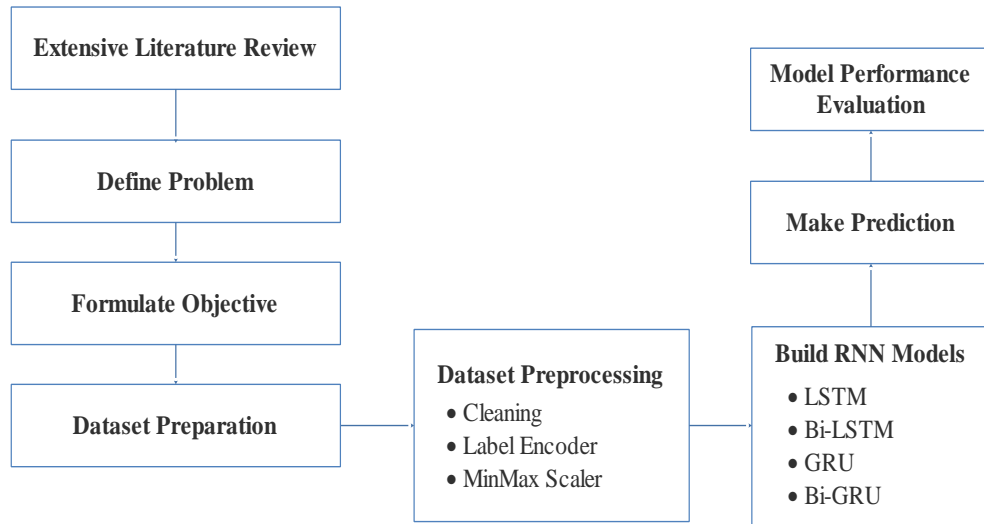 Extensive Literature Review
Define Problem
Formulate Objective
Dataset Preparation
Dataset Preprocessing
• Cleaning
• Label Encoder
• MinMax Scaler
Build RNN Models
• LSTM
• Bi-LSTM
• GRU
• Bi-GRU
Make Prediction
Model Performance
Evaluation